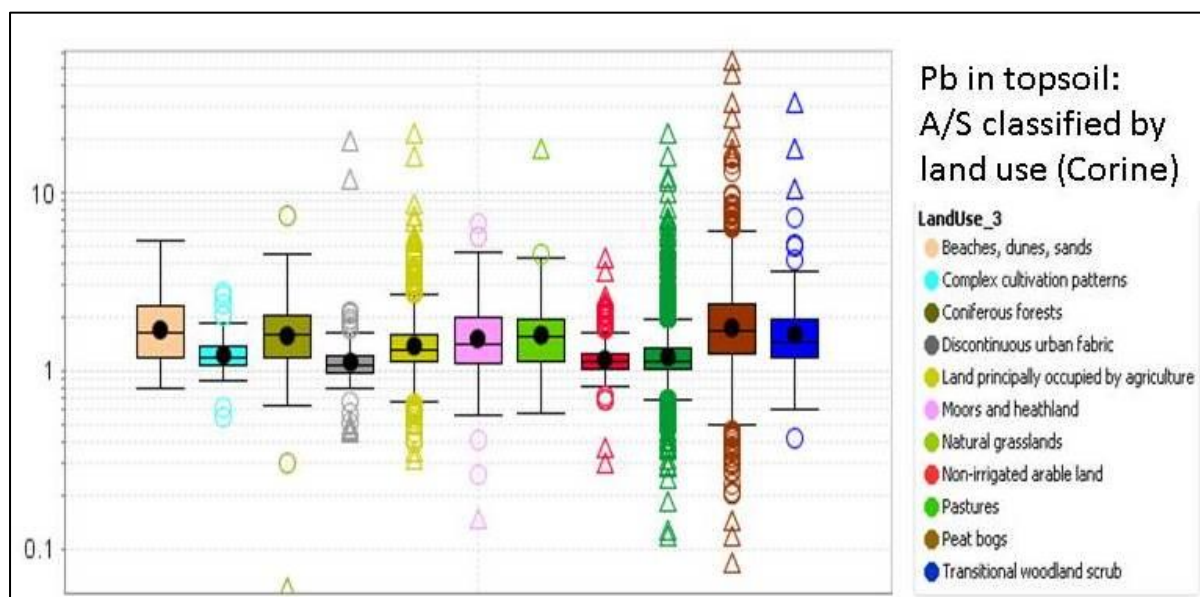 Pb in topsoil:
A/S classified by
land use (Corine)
LandUse_3
Beaches, dunes, sands
Complex cultivation patterns
Coniferous forests
Discontinuous urban fabric
Land principally occupied by agriculture
Moors and heathland
Natural grasslands
Non-irrigated arable land
Pastures
Peat bogs
Transitional woodland scrub
10
1
0.1